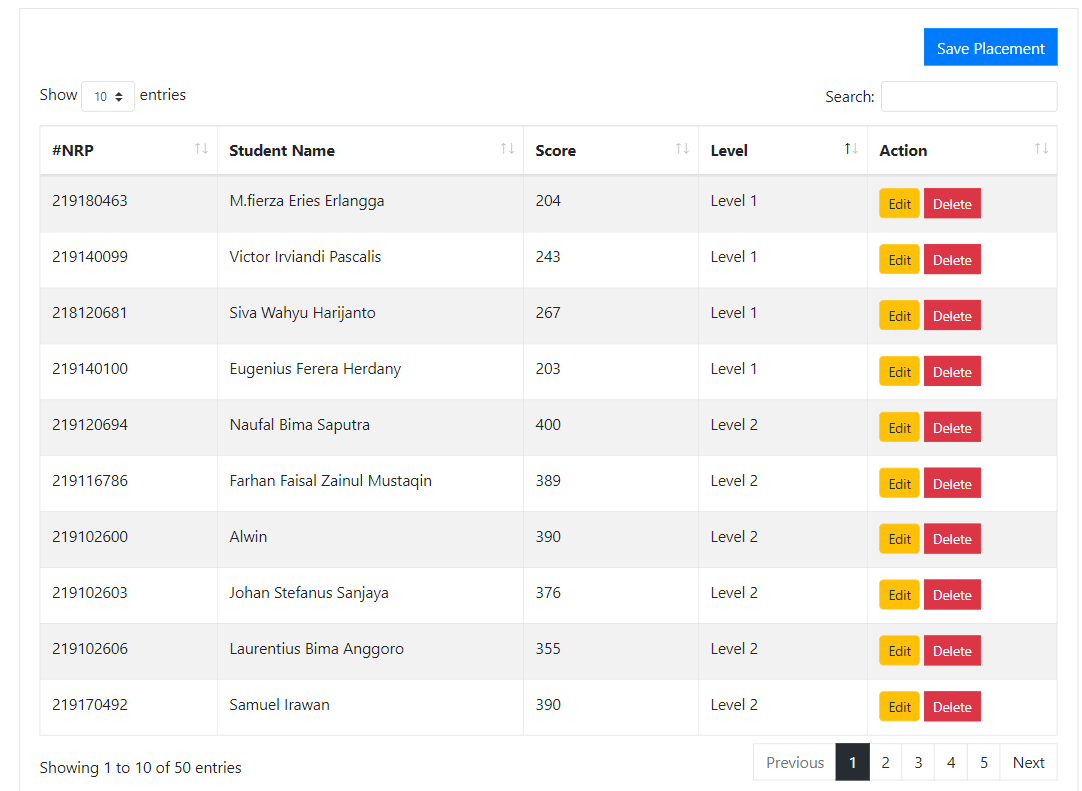 Save Placement
Show 10 entries Search:
#NRP Student Name Score Level Action
219180463 M.fierza Eries Erlangga 204 Level 1 Edit Delete
219140099 Victor Irviandi Pascalis 243 Level 1 Edit Delete
218120681 Siva Wahyu Harijanto 267 Level 1 Edit Delete
219140100 Eugenius Ferera Herdany 203 Level 1 Edit Delete
219120694 Naufal Bima Saputra 400 Level 2 Edit Delete
219116786 Farhan Faisal Zainul Mustaqin 389 Level 2 Edit Delete
219102600 Alwin 390 Level 2 Edit Delete
219102603 Johan Stefanus Sanjaya 376 Level 2 Edit Delete
219102606 Laurentius Bima Anggoro 355 Level 2 Edit Delete
219170492 Samuel Irawan 390 Level 2 Edit Delete
Showing 1 to 10 of 50 entries Previous 1 2 3 4 5 Next